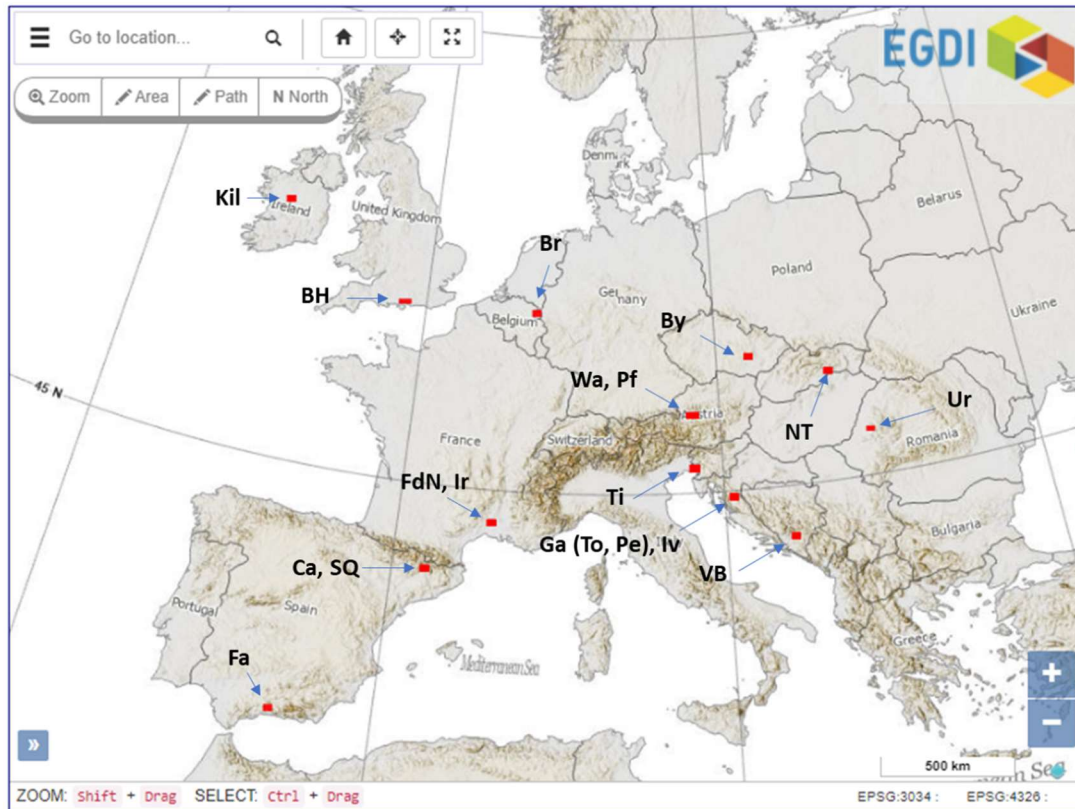 Go to location...
EGDI
Zoom
Area
Path
N North
Denmark
Belarus
Kil
Ireland
United Kingdom
Br
Poland
BH
Germany
Ukraine
Belgium
By
45 N
Wa, Pf
Austria
Ur
NT
France
Switzerland
Romania
FdN, Ir
Ti
Ga (To, Pe), Iv
Bulgaria
Ca, SQ
VB
Portugal
Spain
Greece
Fa
Mediterranean Sea
+
−
»
500 km
ZOOM: Shift + Drag SELECT: Ctrl + Drag
EPSG:3034 : EPSG:4326 :